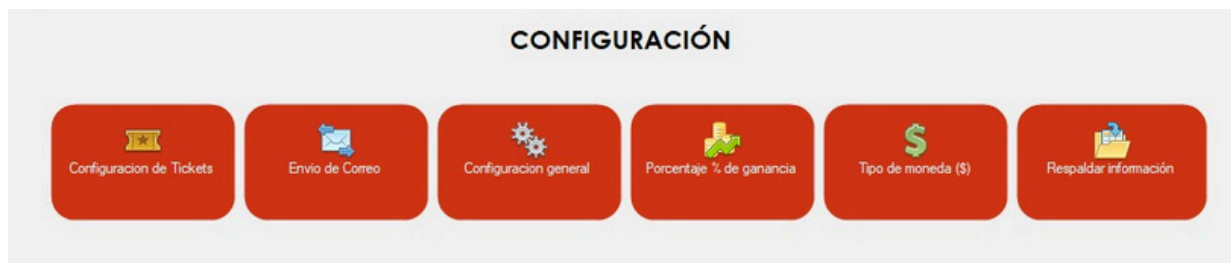 CONFIGURACIÓN
Configuracion de Tickets
Envio de Correo
Configuracion general
Porcentaje % de ganancia
Tipo de moneda ($)
Respaldar información